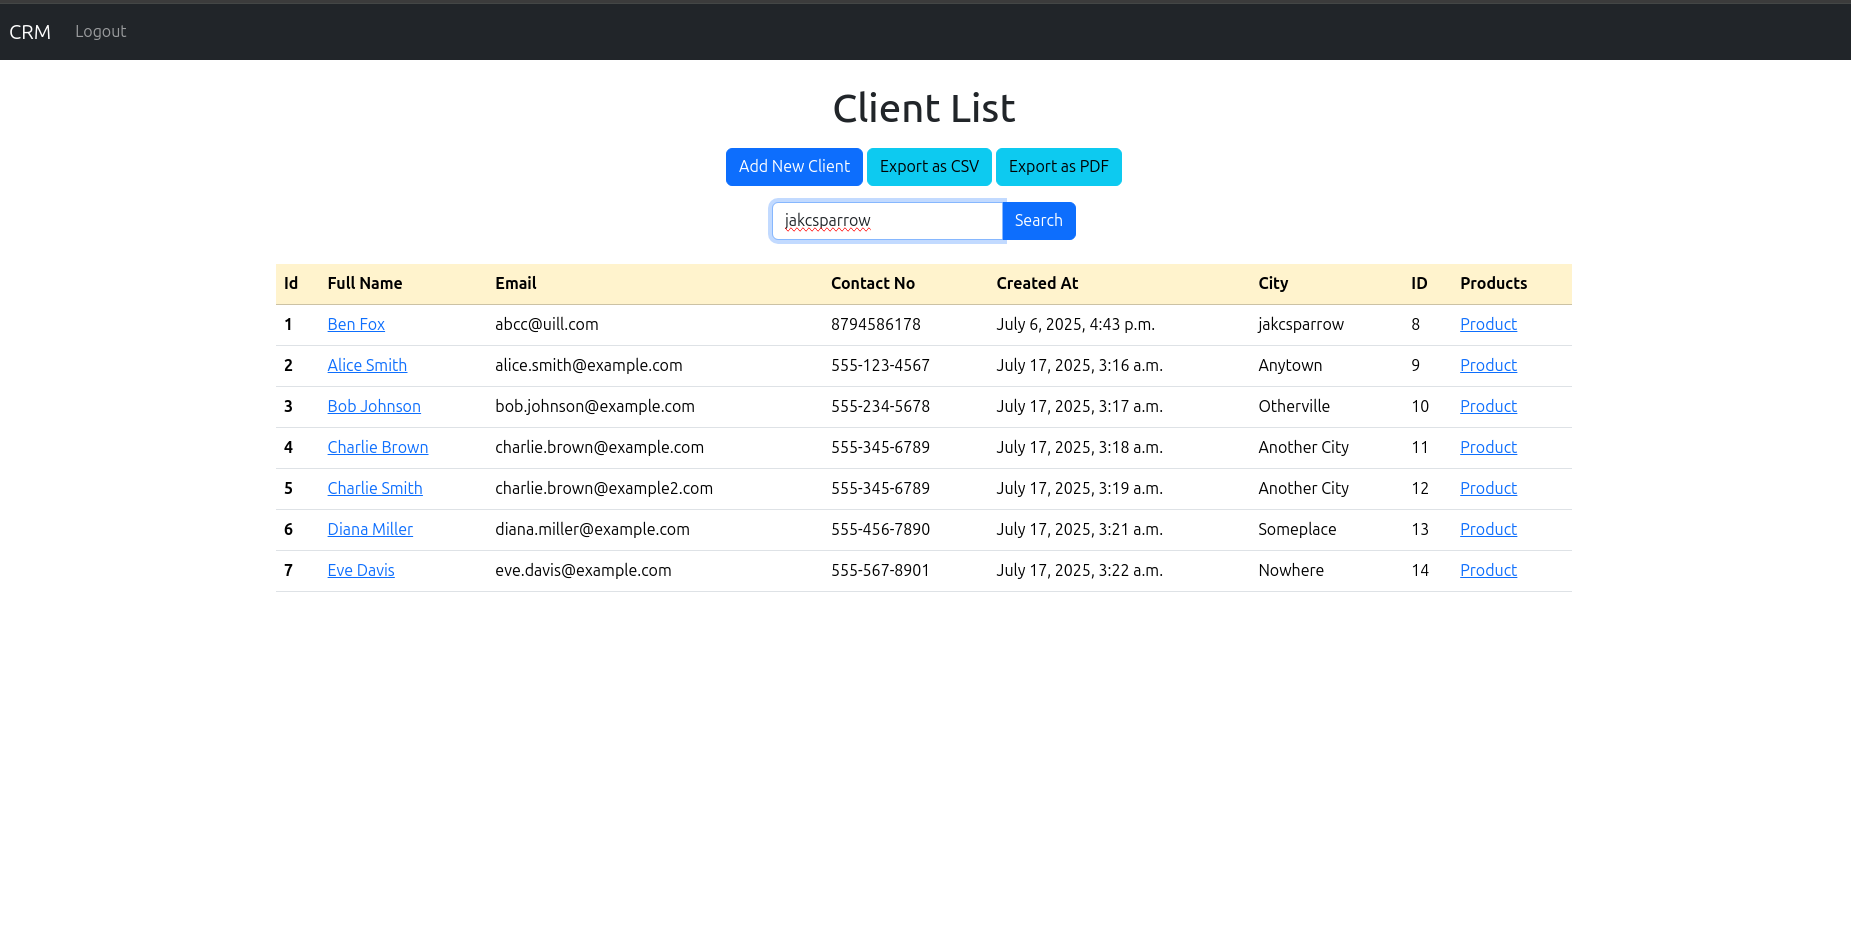 CRM Logout
Client List
Add New Client Export as CSV Export as PDF
jakcsparrow Search
Id Full Name Email Contact No Created At City ID Products
1 Ben Fox abcc@uill.com 8794586178 July 6, 2025, 4:43 p.m. jakcsparrow 8 Product
2 Alice Smith alice.smith@example.com 555-123-4567 July 17, 2025, 3:16 a.m. Anytown 9 Product
3 Bob Johnson bob.johnson@example.com 555-234-5678 July 17, 2025, 3:17 a.m. Otherville 10 Product
4 Charlie Brown charlie.brown@example.com 555-345-6789 July 17, 2025, 3:18 a.m. Another City 11 Product
5 Charlie Smith charlie.brown@example2.com 555-345-6789 July 17, 2025, 3:19 a.m. Another City 12 Product
6 Diana Miller diana.miller@example.com 555-456-7890 July 17, 2025, 3:21 a.m. Someplace 13 Product
7 Eve Davis eve.davis@example.com 555-567-8901 July 17, 2025, 3:22 a.m. Nowhere 14 Product